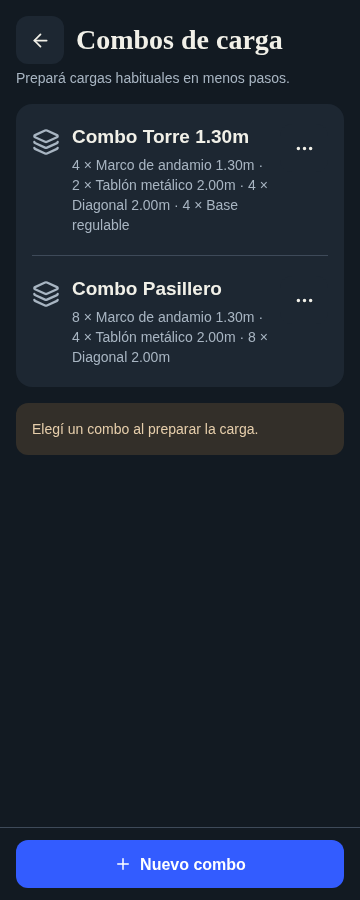 Combos de carga
Prepará cargas habituales en menos pasos.
Combo Torre 1.30m
4 × Marco de andamio 1.30m ·
2 × Tablón metálico 2.00m · 4 ×
Diagonal 2.00m · 4 × Base
regulable
Combo Pasillero
8 × Marco de andamio 1.30m ·
4 × Tablón metálico 2.00m · 8 ×
Diagonal 2.00m
Elegí un combo al preparar la carga.
Nuevo combo